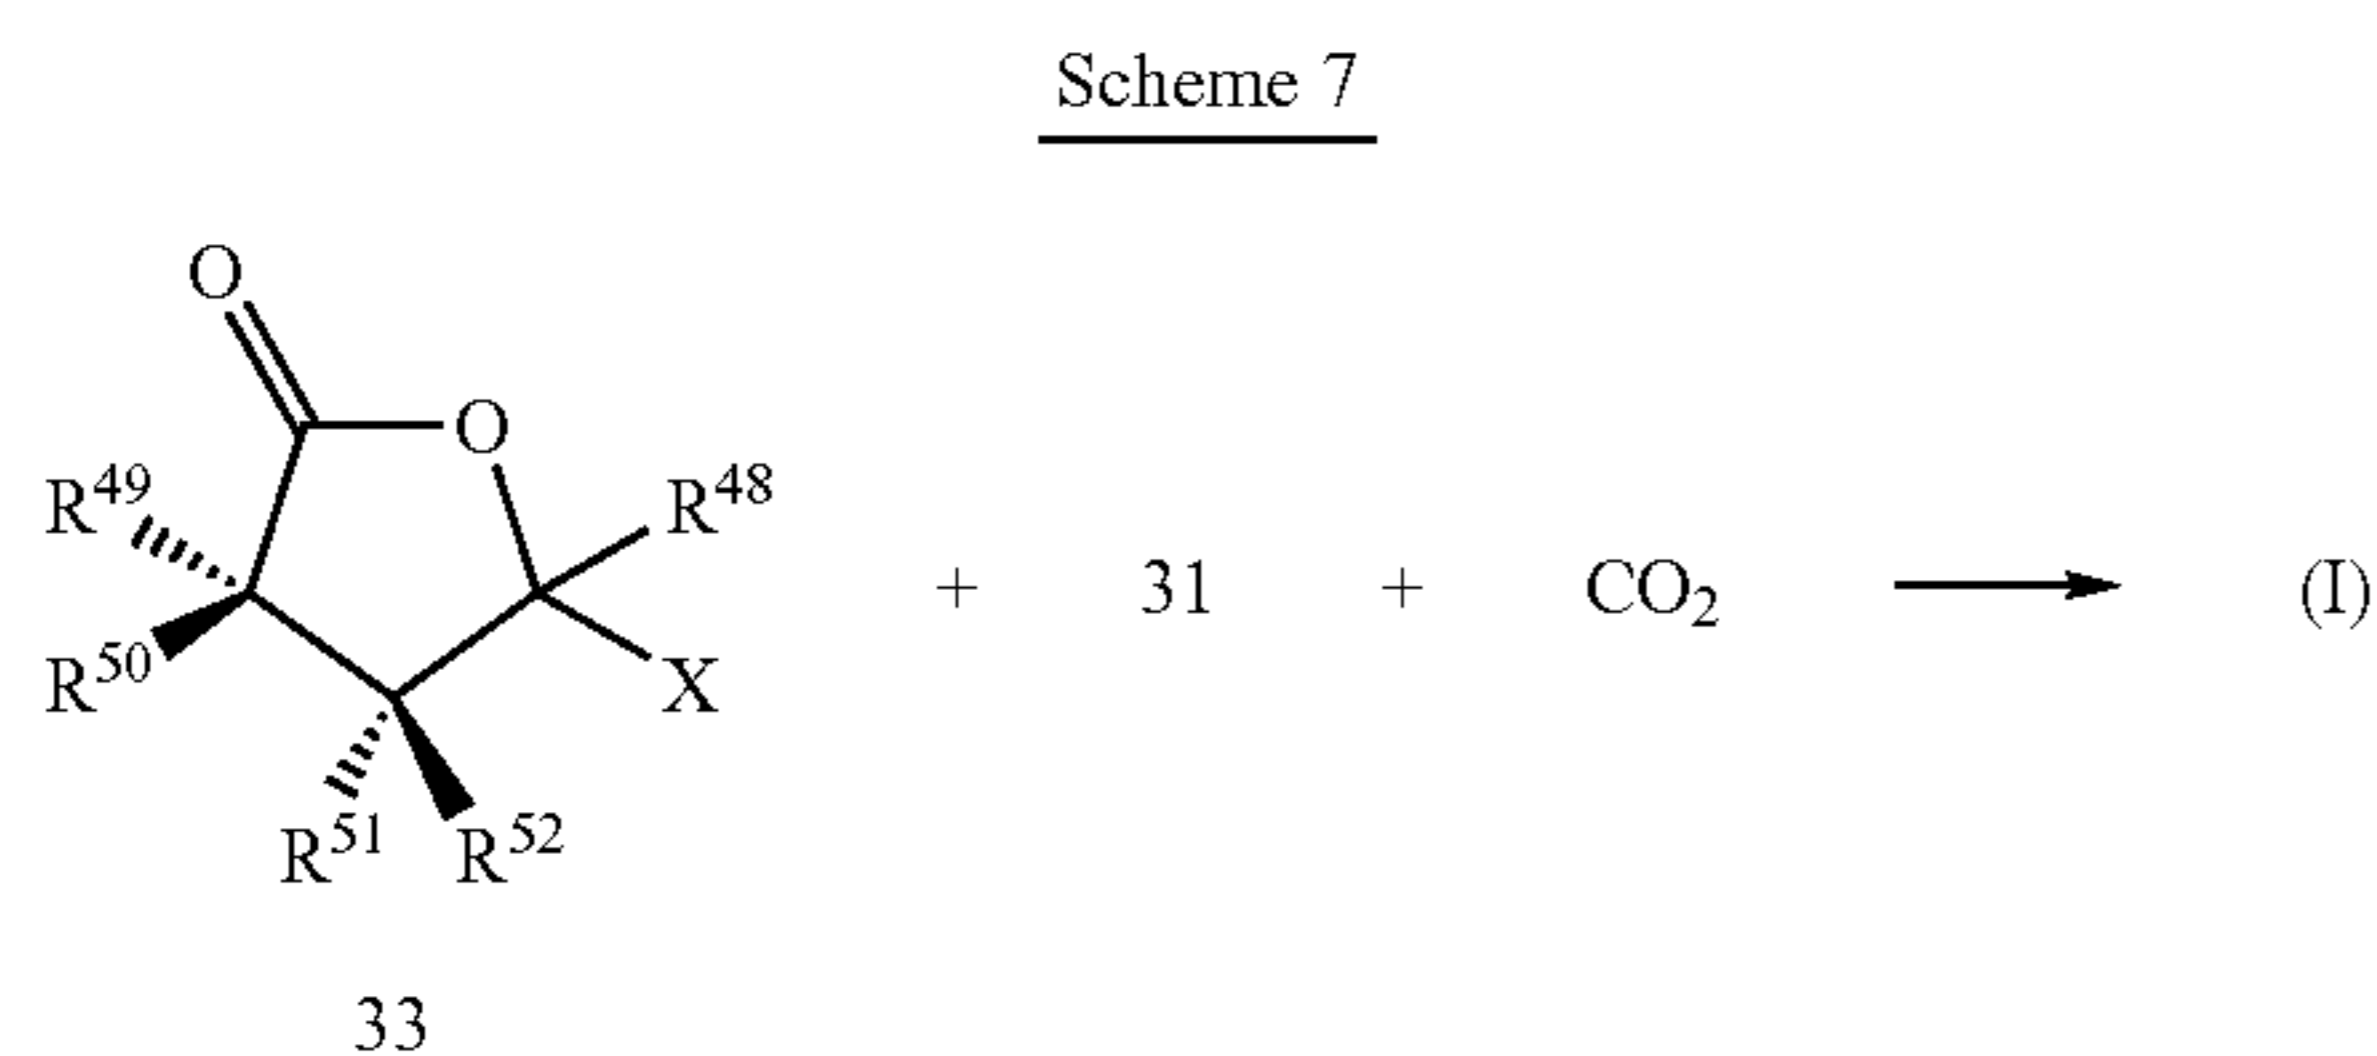 Scheme 7
O
O
R⁴⁹
R⁴⁸
+ 31 + CO₂ (I)
R⁵⁰
X
R⁵¹ R⁵²
33